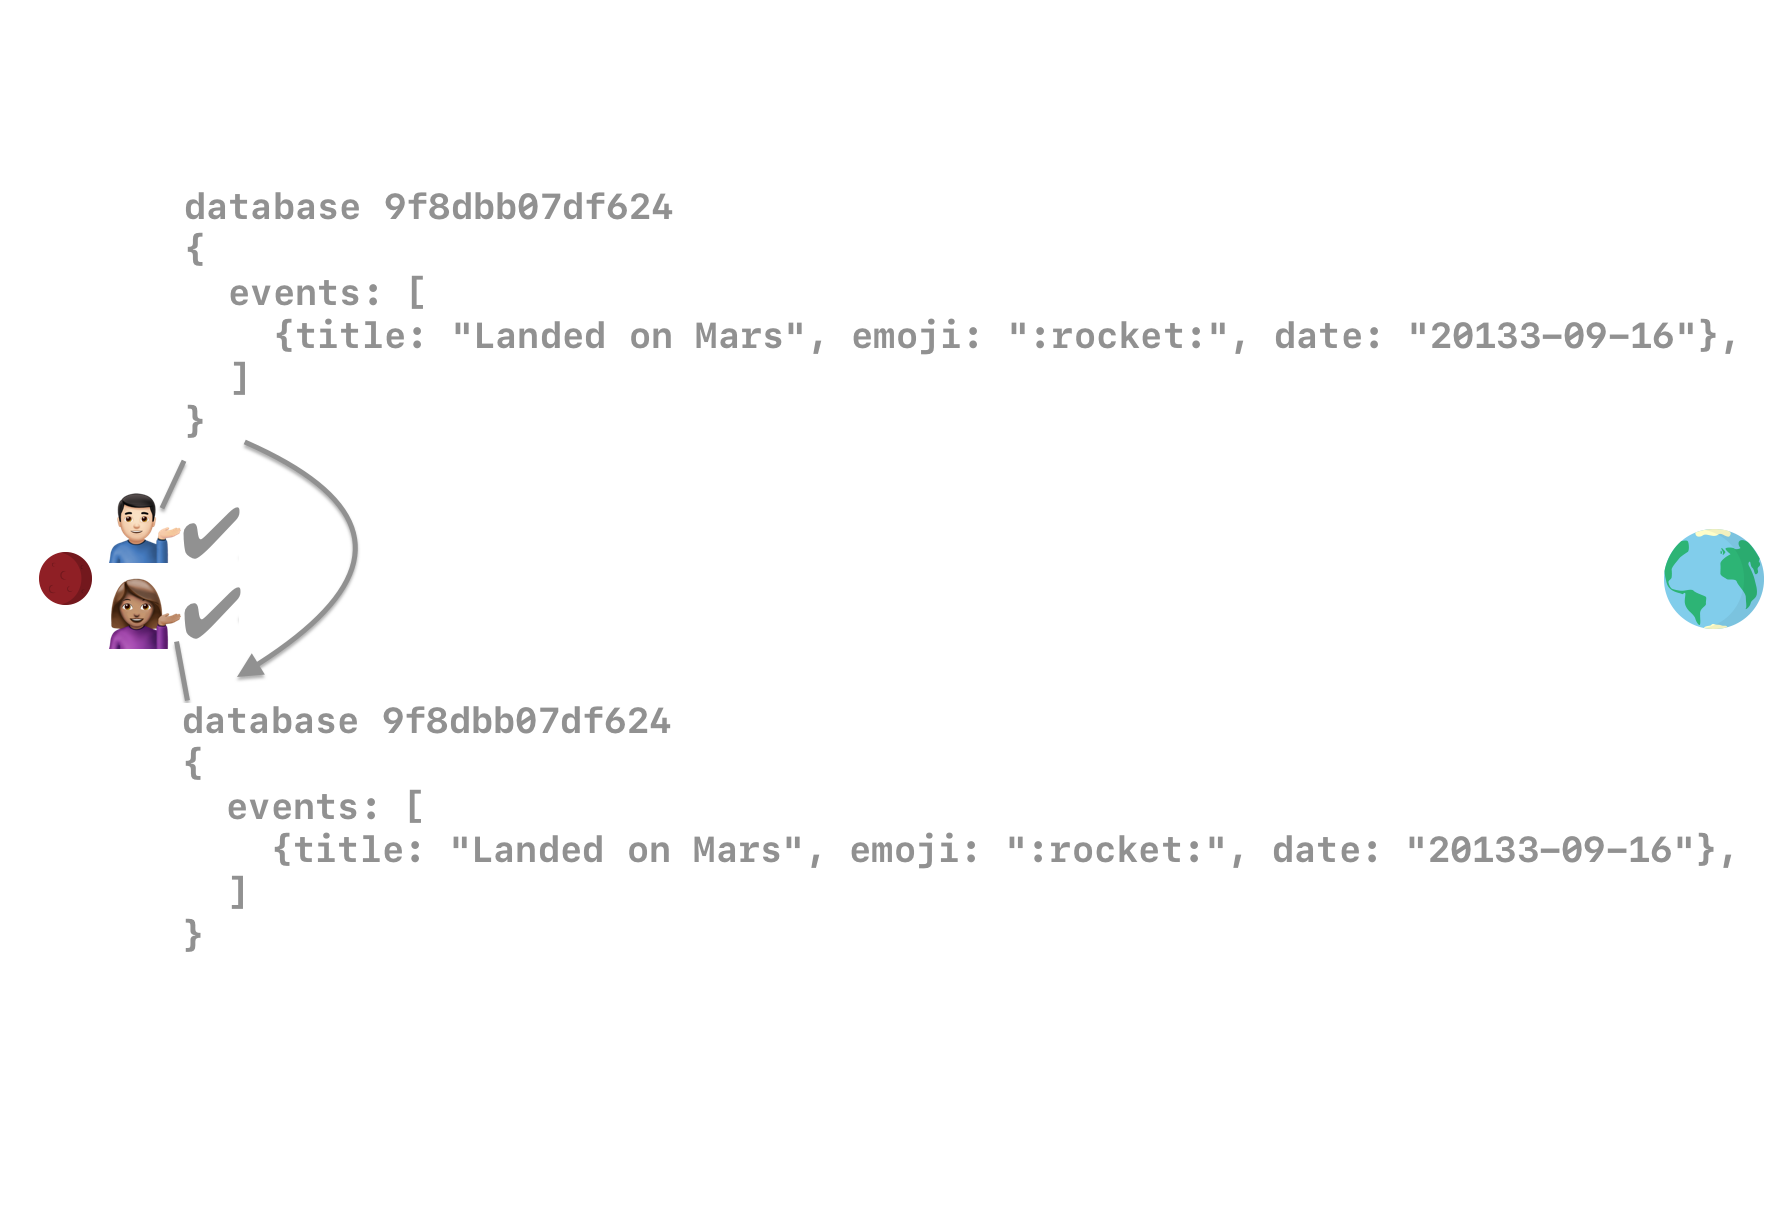 database 9f8dbb07df624
{
  events: [
    {title: "Landed on Mars", emoji: ":rocket:", date: "20133-09-16"},
  ]
}
database 9f8dbb07df624
{
  events: [
    {title: "Landed on Mars", emoji: ":rocket:", date: "20133-09-16"},
  ]
}